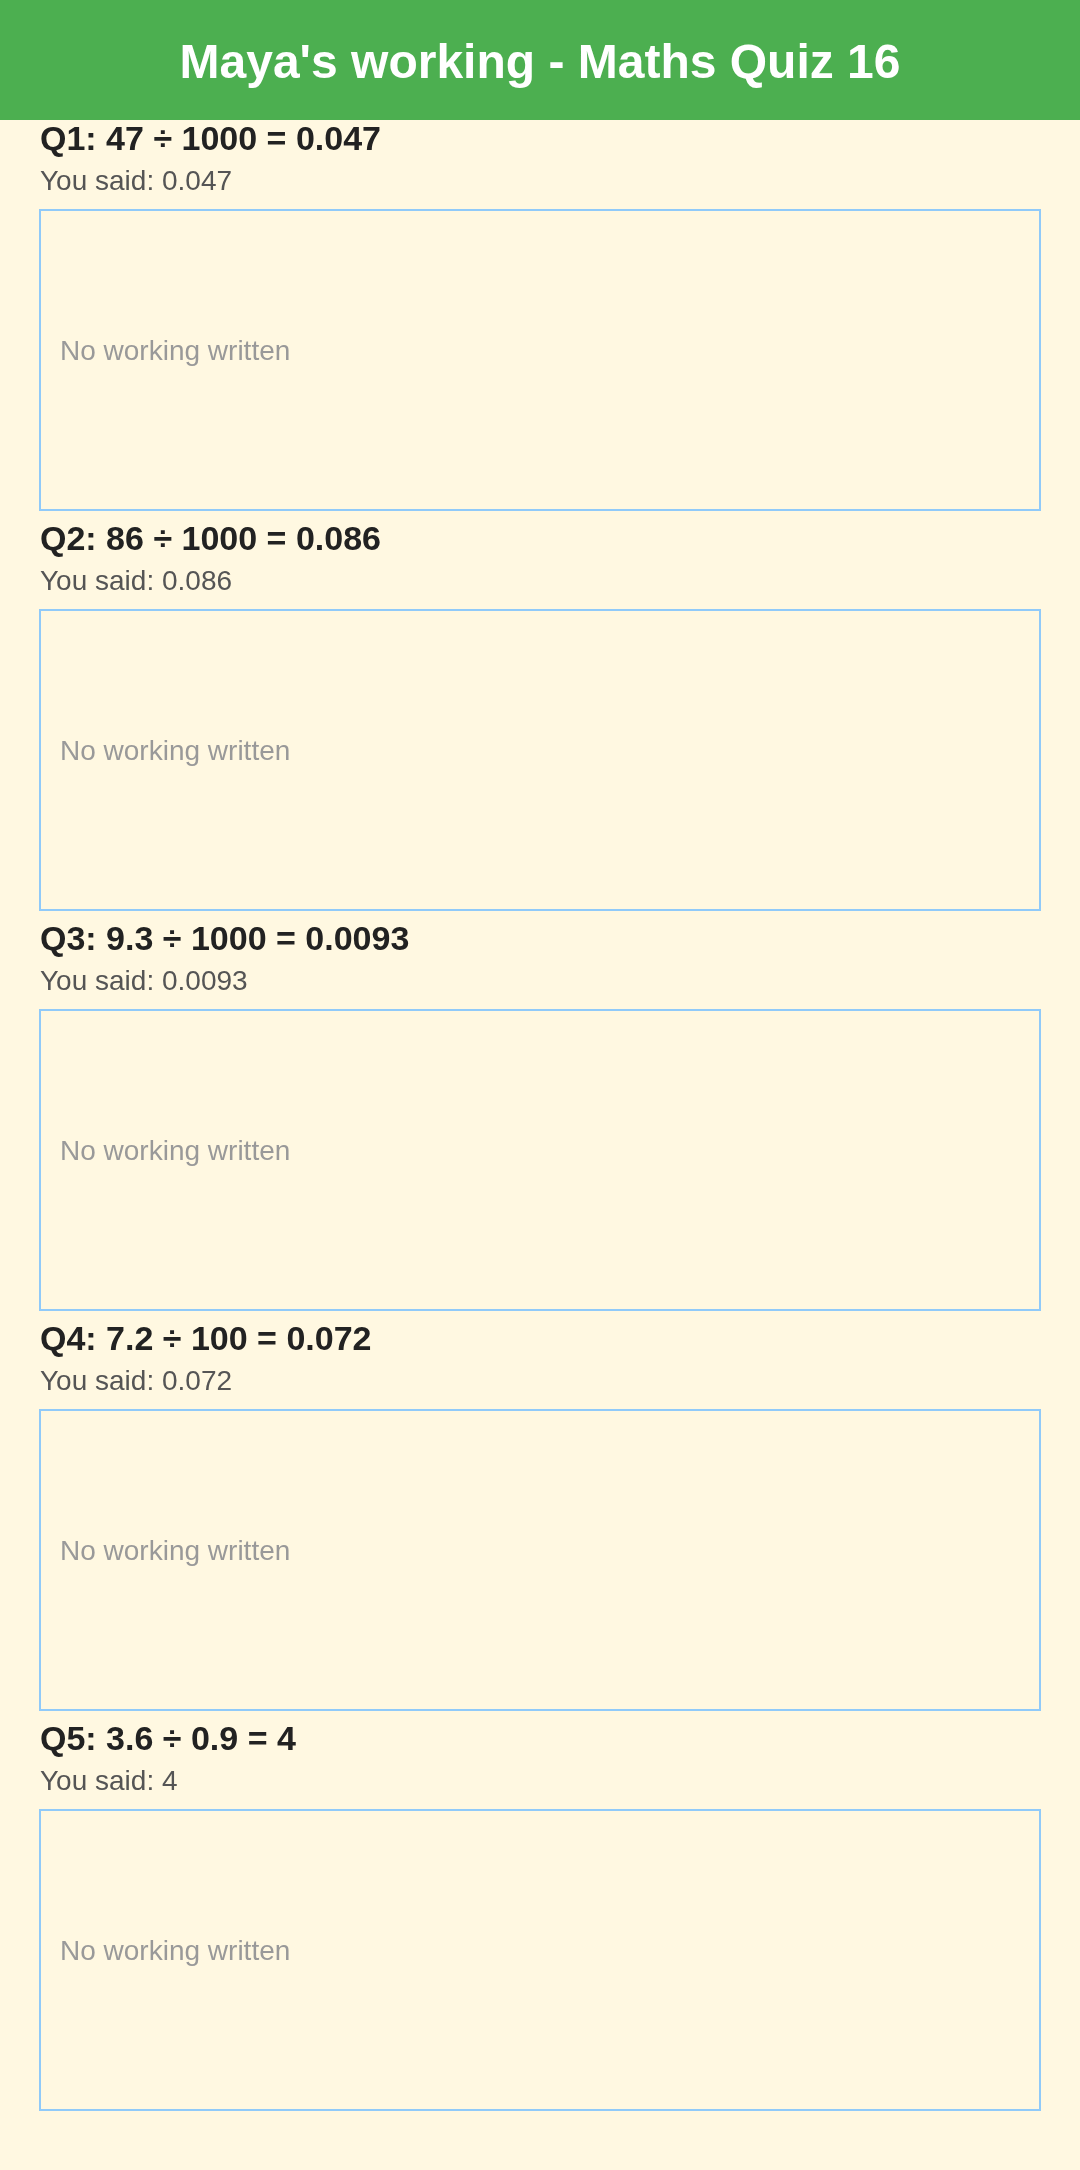 Maya's working - Maths Quiz 16
Q1: 47 ÷ 1000 = 0.047
You said: 0.047
No working written
Q2: 86 ÷ 1000 = 0.086
You said: 0.086
No working written
Q3: 9.3 ÷ 1000 = 0.0093
You said: 0.0093
No working written
Q4: 7.2 ÷ 100 = 0.072
You said: 0.072
No working written
Q5: 3.6 ÷ 0.9 = 4
You said: 4
No working written